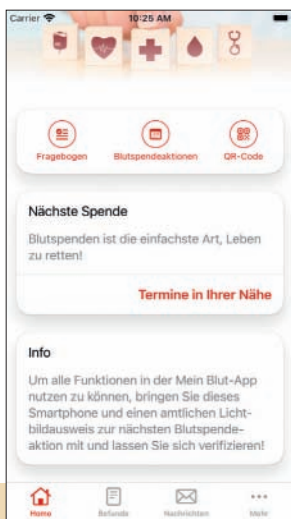 Carrier 10:25 AM
Fragebogen Blutspendeaktionen QR-Code
Nächste Spende
Blutspenden ist die einfachste Art, Leben
zu retten!
Termine in Ihrer Nähe
Info
Um alle Funktionen in der Mein Blut-App
nutzen zu können, bringen Sie dieses
Smartphone und einen amtlichen Licht-
bildausweis zur nächsten Blutspende-
aktion mit und lassen Sie sich verifizieren!
Home Befunde Nachrichten Mehr